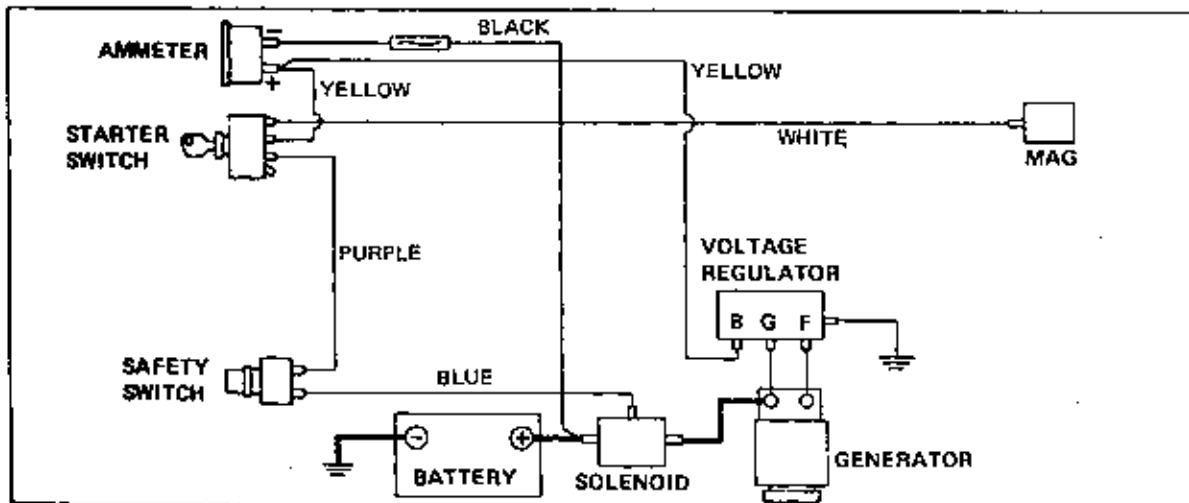 BLACK
−
AMMETER
+
YELLOW
YELLOW
STARTER
SWITCH
S
WHITE
MAG
PURPLE
VOLTAGE
REGULATOR
B G F
SAFETY
SWITCH
BLUE
− +
BATTERY
SOLENOID
GENERATOR